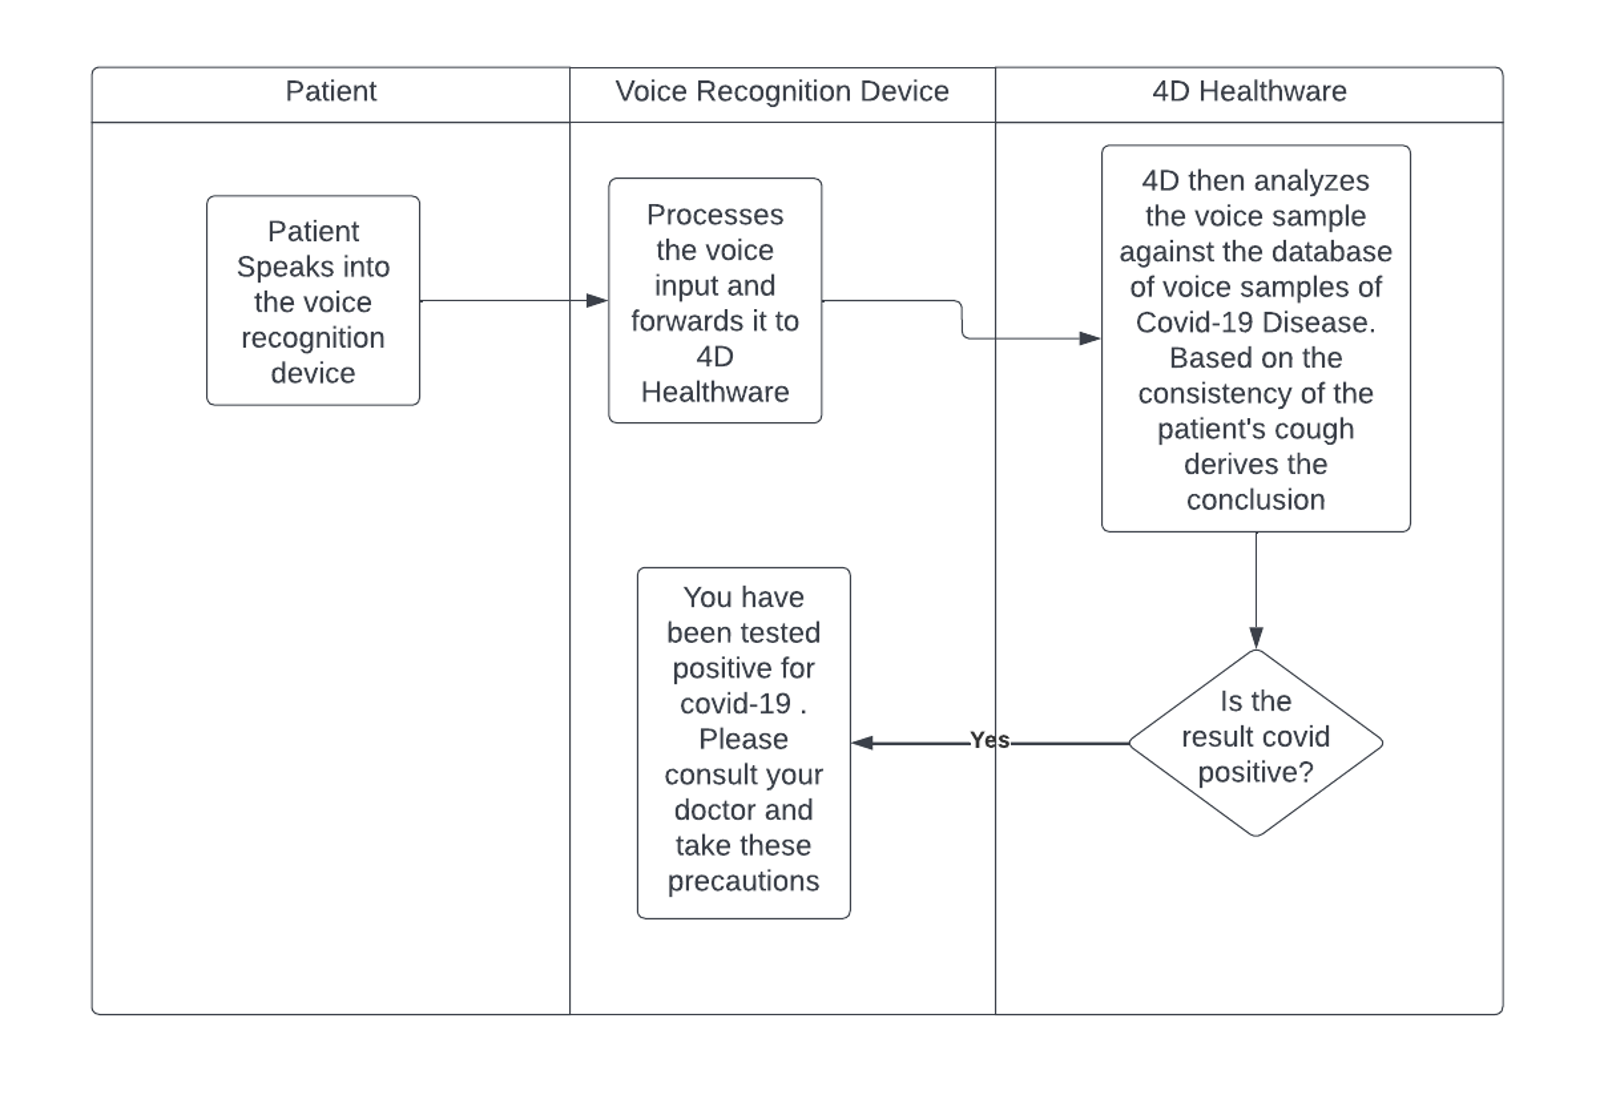 Patient
Voice Recognition Device
4D Healthware
Patient
Speaks into
the voice
recognition
device
Processes
the voice
input and
forwards it to
4D
Healthware
4D then analyzes
the voice sample
against the database
of voice samples of
Covid-19 Disease.
Based on the
consistency of the
patient's cough
derives the
conclusion
Is the
result covid
positive?
Yes
You have
been tested
positive for
covid-19 .
Please
consult your
doctor and
take these
precautions